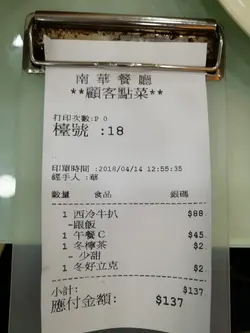 南華餐廳
**顧客點菜**
打印次數:P 0
檯號 :18
印單時間 :2018/04/14 12:55:35
經手人 :華
數量 食品 銀碼
1 西冷牛扒 $88.
-跟飯
1 午餐C $45.
1 冬檸茶 $2.
- 少甜
1 冬好立克 $2.
小計: $137
應付金額: $137